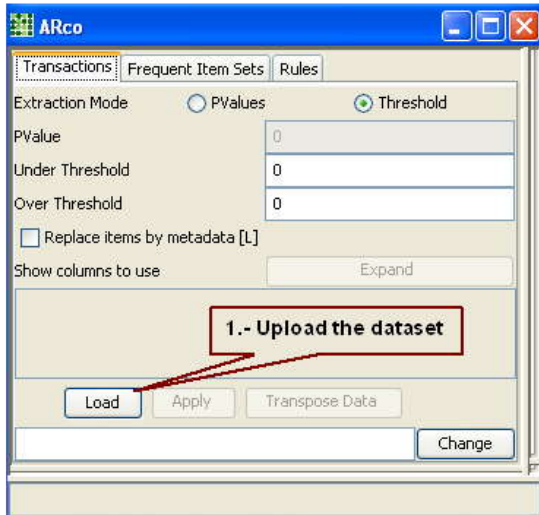 ARco
Transactions Frequent Item Sets Rules
Extraction Mode PValues Threshold
PValue 0
Under Threshold 0
Over Threshold 0
Replace items by metadata [L]
Show columns to use Expand
1.- Upload the dataset
Load Apply Transpose Data
Change